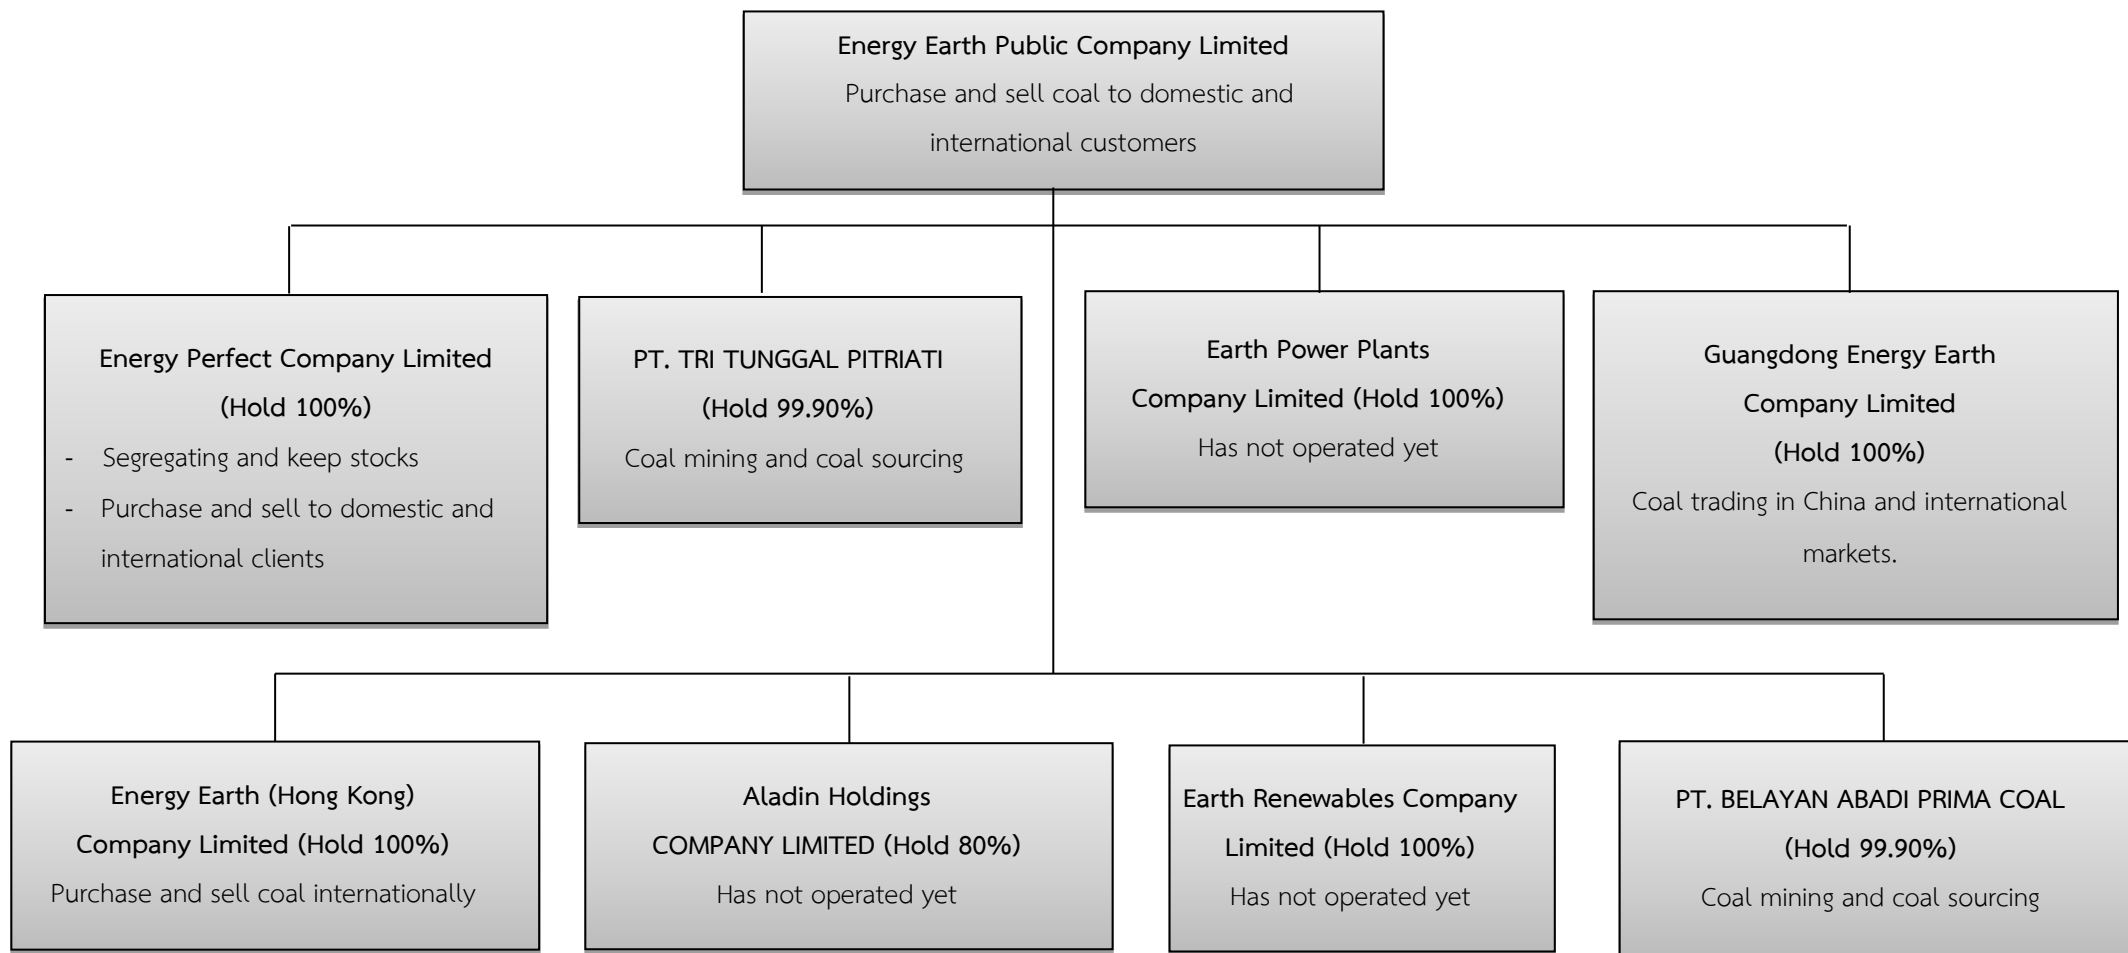 Energy Earth Public Company Limited
Purchase and sell coal to domestic and
international customers
Energy Perfect Company Limited
(Hold 100%)
- Segregating and keep stocks
- Purchase and sell to domestic and
international clients
PT. TRI TUNGGAL PITRIATI
(Hold 99.90%)
Coal mining and coal sourcing
Earth Power Plants
Company Limited (Hold 100%)
Has not operated yet
Guangdong Energy Earth
Company Limited
(Hold 100%)
Coal trading in China and international
markets.
Energy Earth (Hong Kong)
Company Limited (Hold 100%)
Purchase and sell coal internationally
Aladin Holdings
COMPANY LIMITED (Hold 80%)
Has not operated yet
Earth Renewables Company
Limited (Hold 100%)
Has not operated yet
PT. BELAYAN ABADI PRIMA COAL
(Hold 99.90%)
Coal mining and coal sourcing